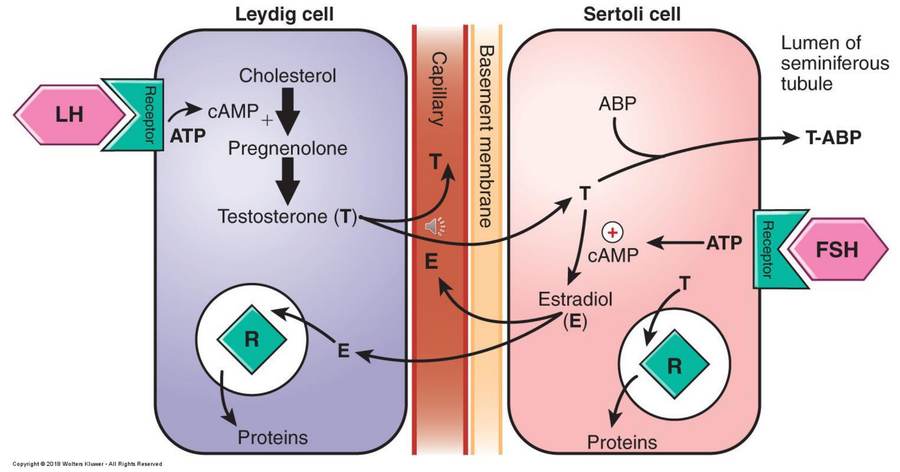 Leydig cell
Sertoli cell
LH
Receptor
ATP
cAMP
+
Cholesterol
Pregnenolone
Testosterone (T)
R
E
Proteins
Capillary
T
E
Basement membrane
ABP
T
+
cAMP
ATP
Estradiol
(E)
T
R
Proteins
Lumen of
seminiferous
tubule
T-ABP
Receptor
FSH
Copyright © 2018 Wolters Kluwer - All Rights Reserved